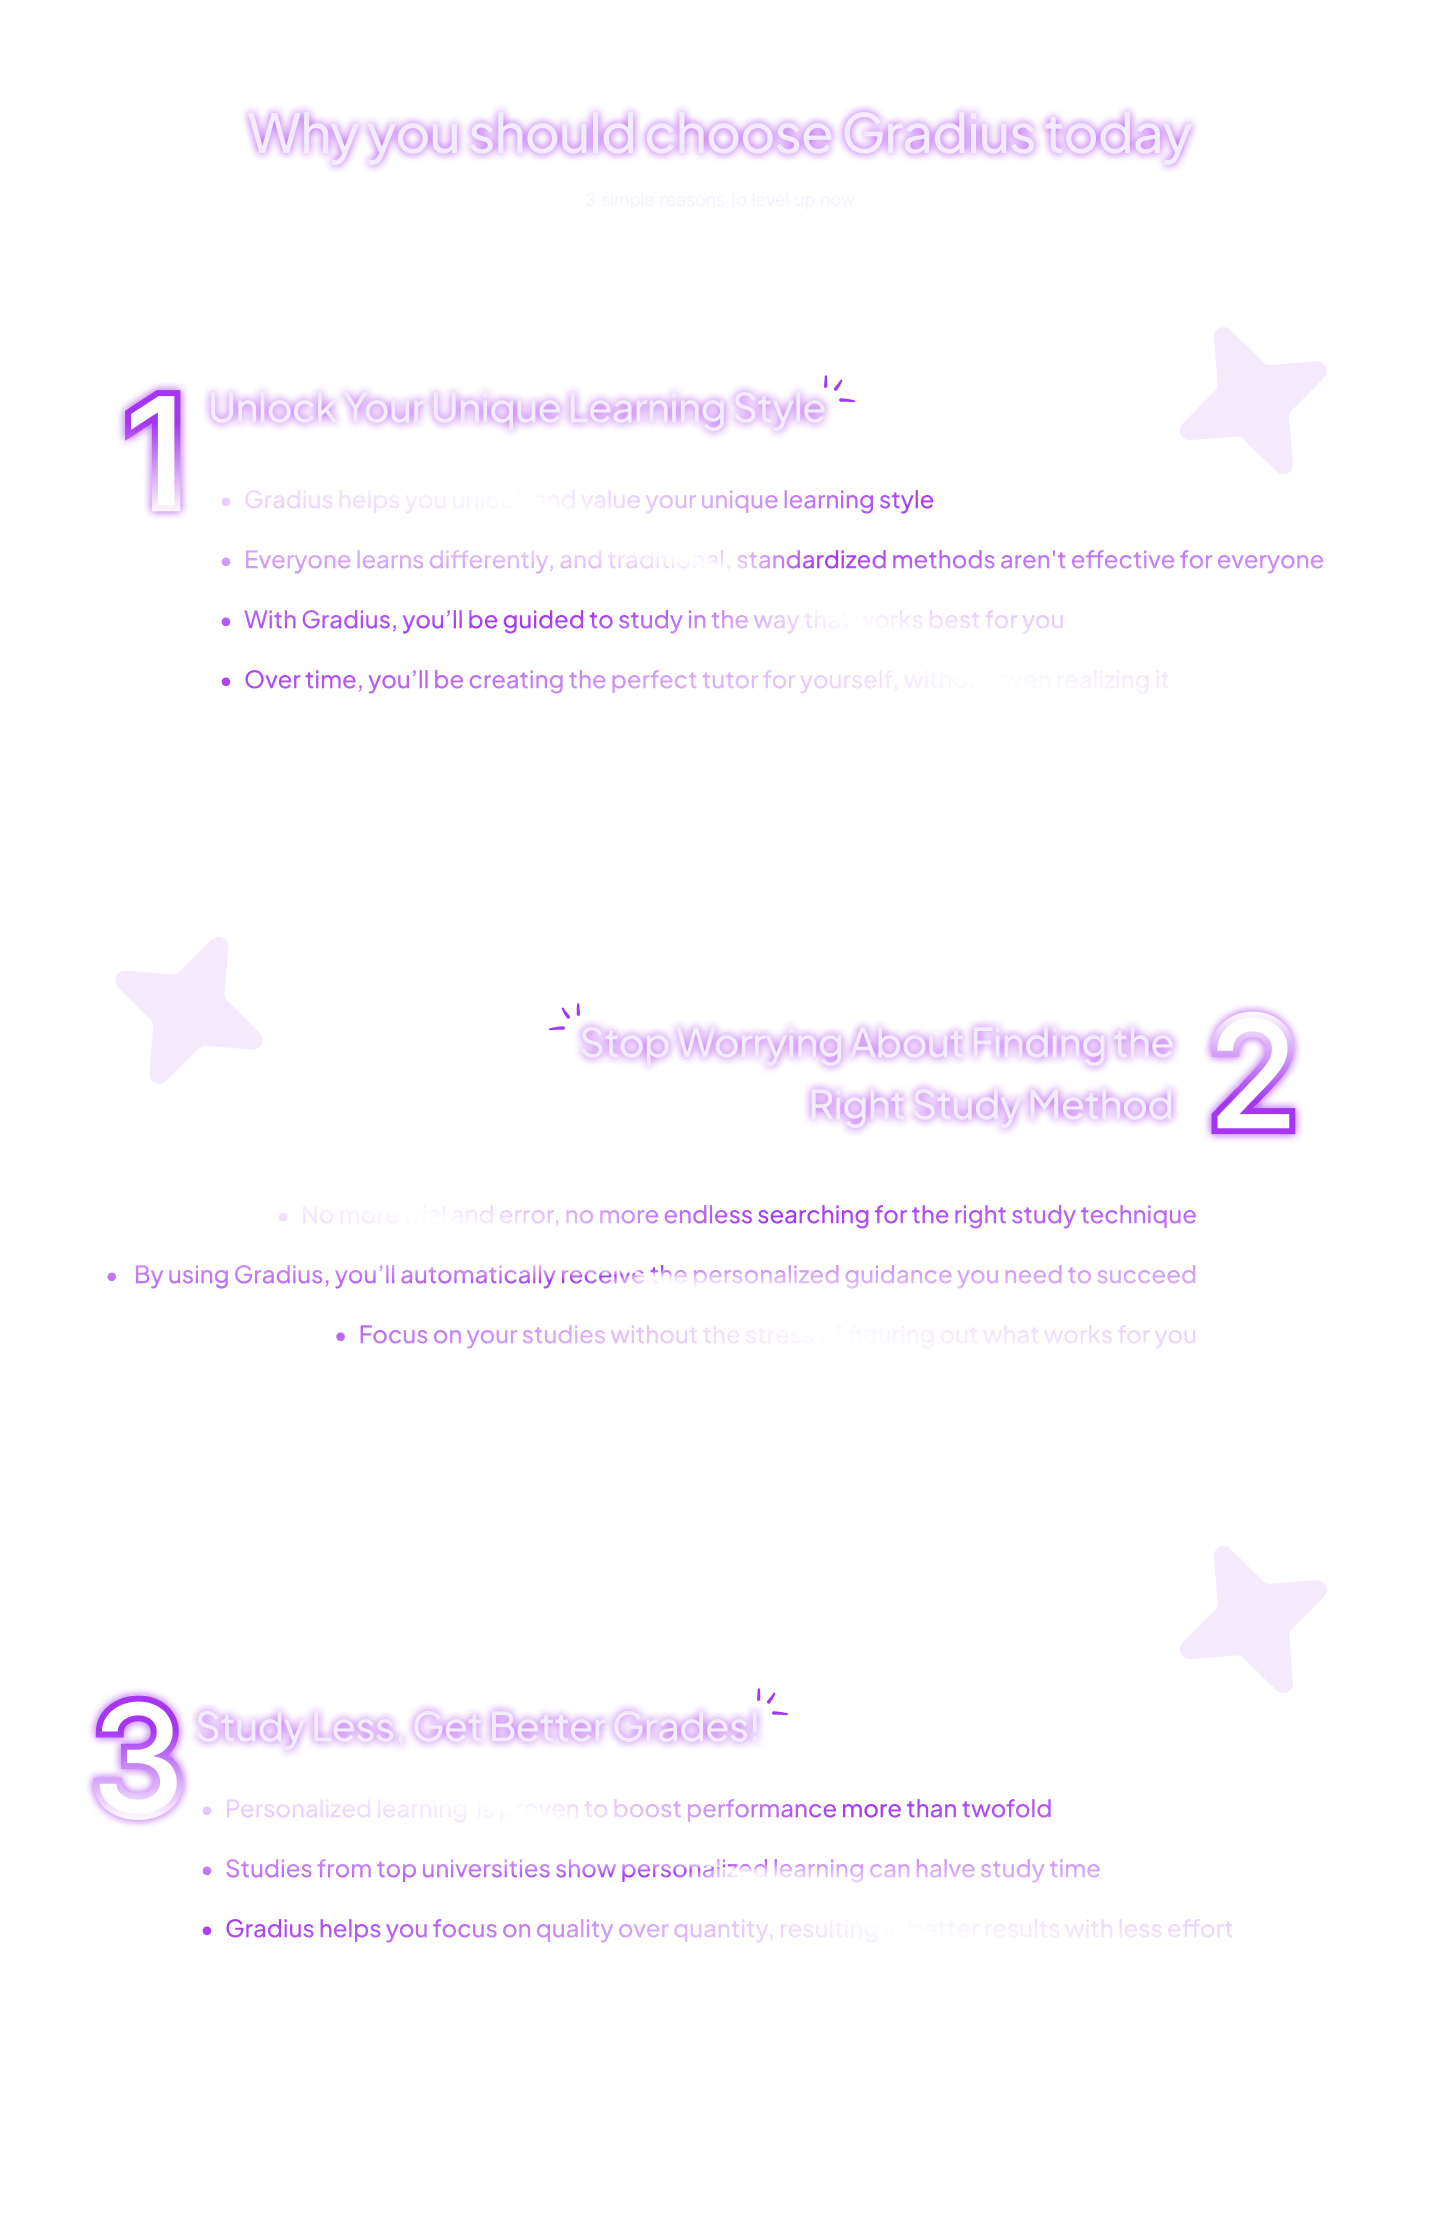 Why you should choose Gradius today
3 simple reasons to level up now
1
Unlock Your Unique Learning Style
• Gradius helps you unlock and value your unique learning style
• Everyone learns differently, and traditional, standardized methods aren't effective for everyone
• With Gradius, you’ll be guided to study in the way that works best for you
• Over time, you’ll be creating the perfect tutor for yourself, without even realizing it
Stop Worrying About Finding the
Right Study Method
2
• No more trial and error, no more endless searching for the right study technique
• By using Gradius, you’ll automatically receive the personalized guidance you need to succeed
• Focus on your studies without the stress of figuring out what works for you
3
Study Less, Get Better Grades!
• Personalized learning is proven to boost performance more than twofold
• Studies from top universities show personalized learning can halve study time
• Gradius helps you focus on quality over quantity, resulting in better results with less effort